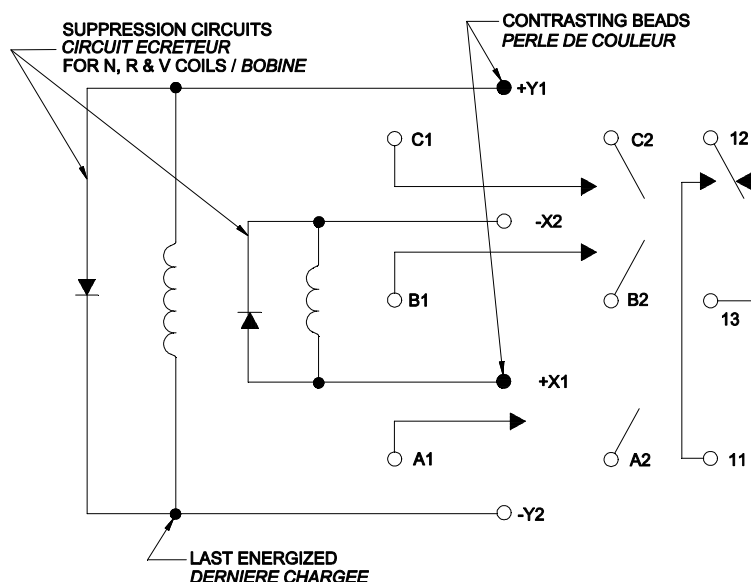 SUPPRESSION CIRCUITS
CIRCUIT ECRETEUR
FOR N, R & V COILS / BOBINE
CONTRASTING BEADS
PERLE DE COULEUR
+Y1
C1
C2
12
-X2
B1
B2
13
+X1
A1
A2
11
-Y2
LAST ENERGIZED
DERNIERE CHARGEE